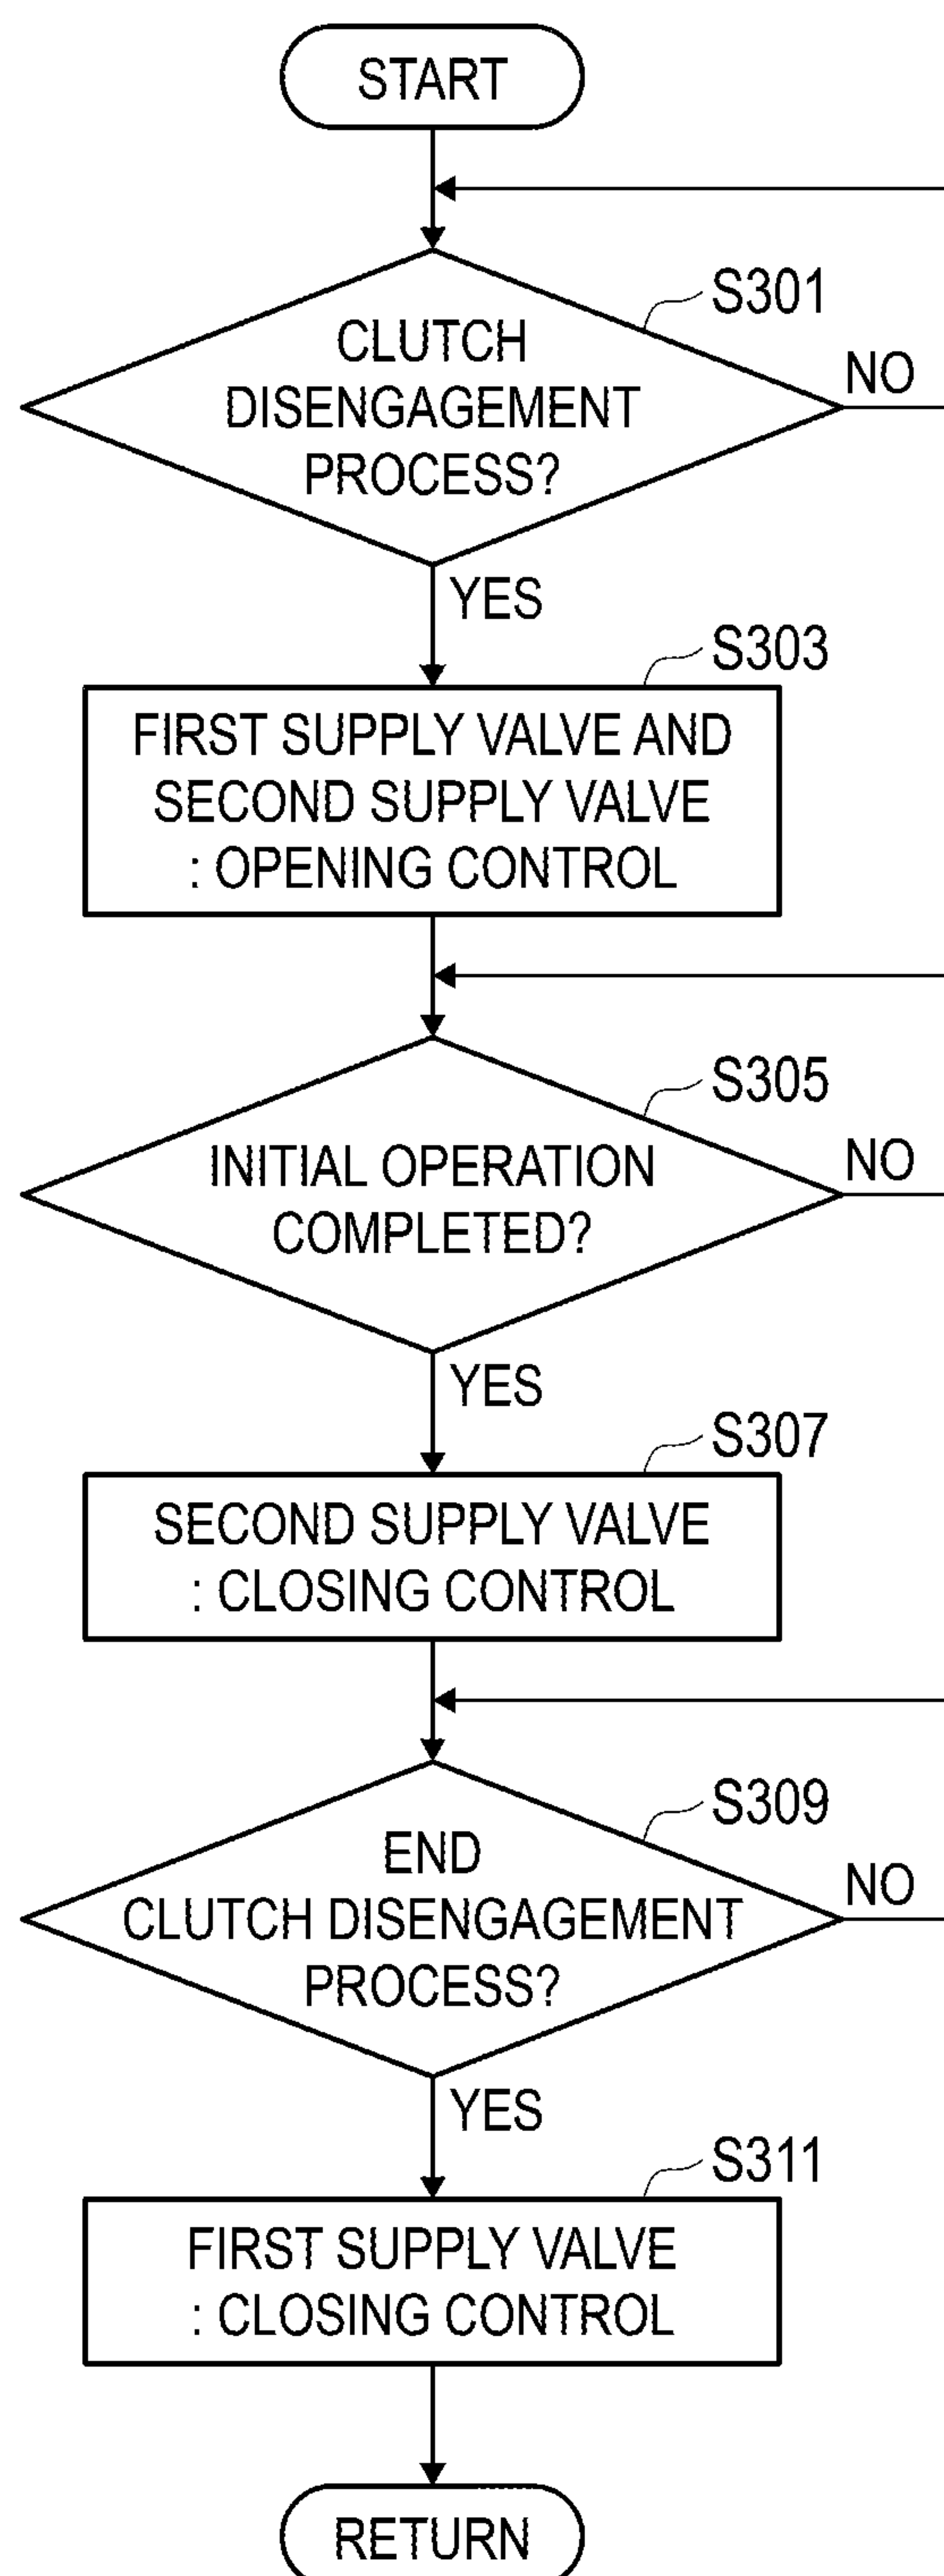 START
S301
CLUTCH
DISENGAGEMENT
PROCESS?
NO
YES
S303
FIRST SUPPLY VALVE AND
SECOND SUPPLY VALVE
: OPENING CONTROL
S305
INITIAL OPERATION
COMPLETED?
NO
YES
S307
SECOND SUPPLY VALVE
: CLOSING CONTROL
S309
END
CLUTCH DISENGAGEMENT
PROCESS?
NO
YES
S311
FIRST SUPPLY VALVE
: CLOSING CONTROL
RETURN